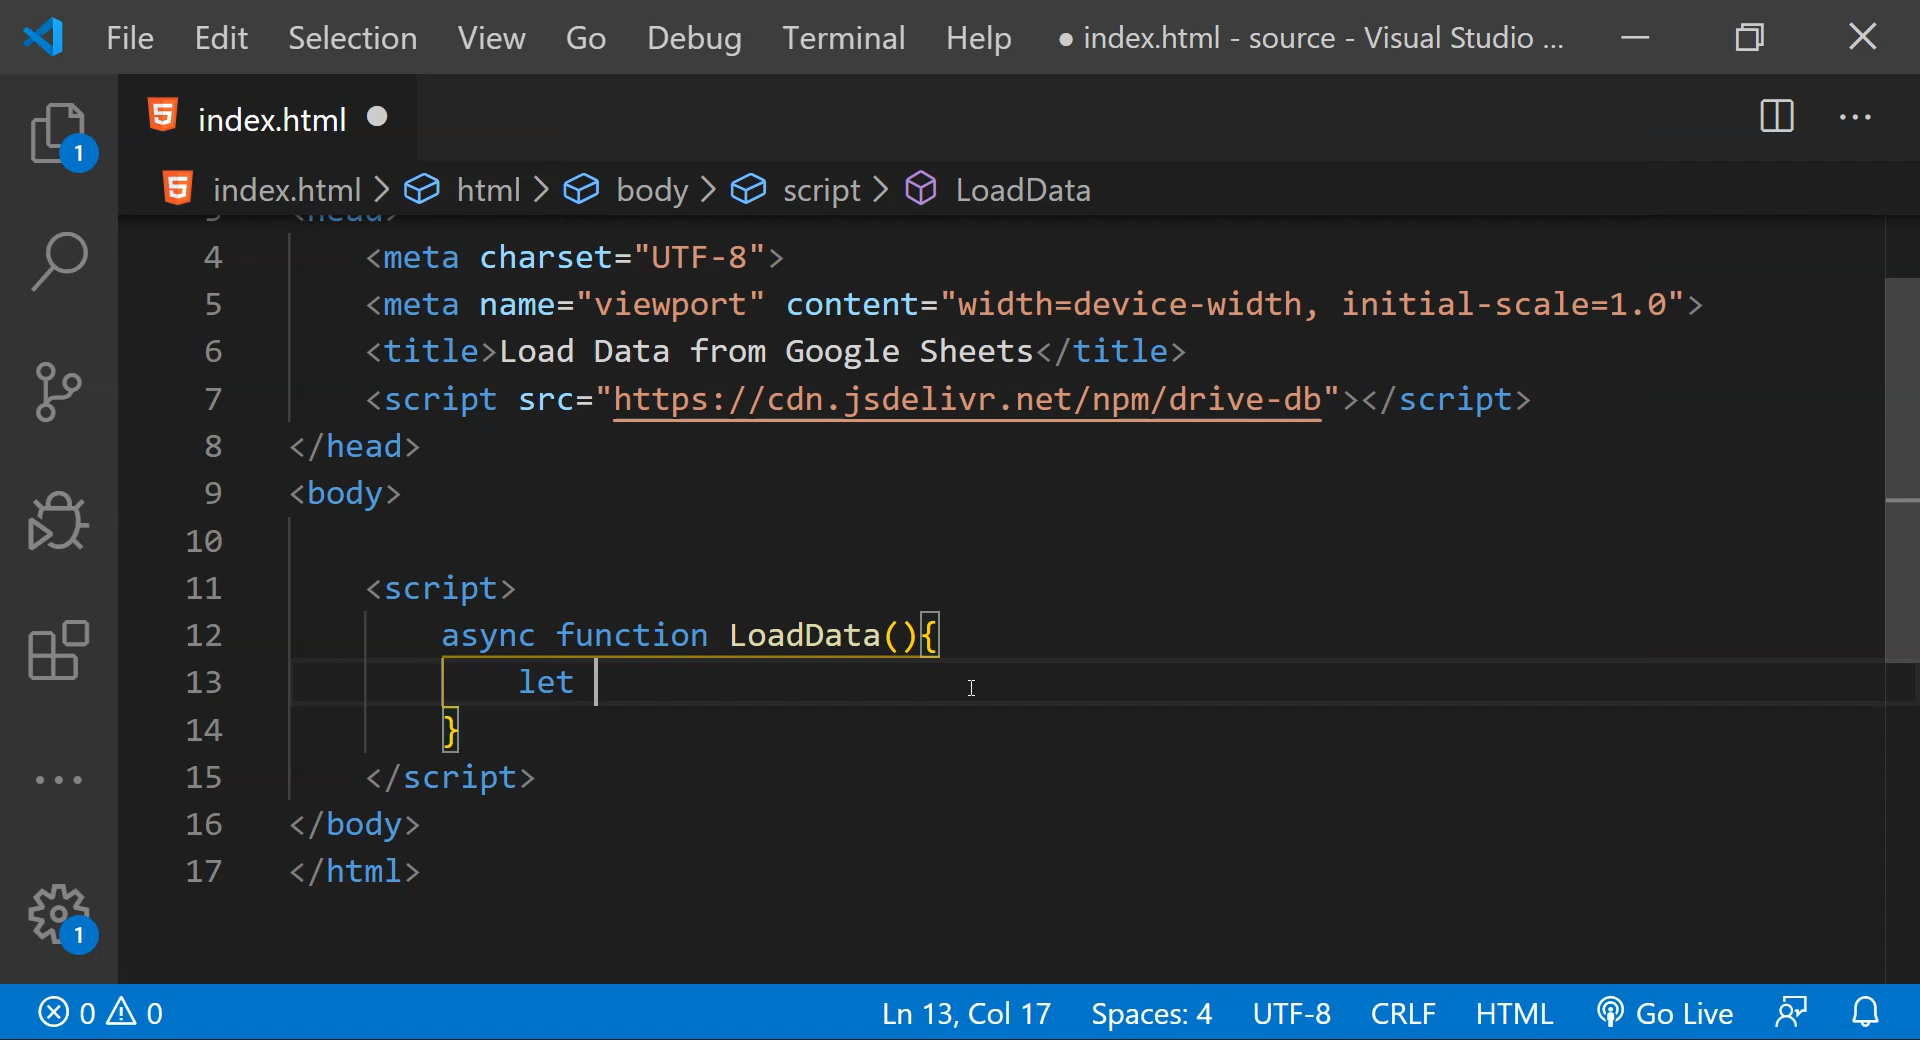 File Edit Selection View Go Debug Terminal Help ● index.html - source - Visual Studio ...
index.html ●
1
index.html > html > body > script > LoadData
3 <head>
4 <meta charset="UTF-8">
5 <meta name="viewport" content="width=device-width, initial-scale=1.0">
6 <title>Load Data from Google Sheets</title>
7 <script src="https://cdn.jsdelivr.net/npm/drive-db"></script>
8 </head>
9 <body>
10
11 <script>
12 async function LoadData(){
13 let
14 }
15 </script>
16 </body>
17 </html>
1
0 0 Ln 13, Col 17 Spaces: 4 UTF-8 CRLF HTML Go Live